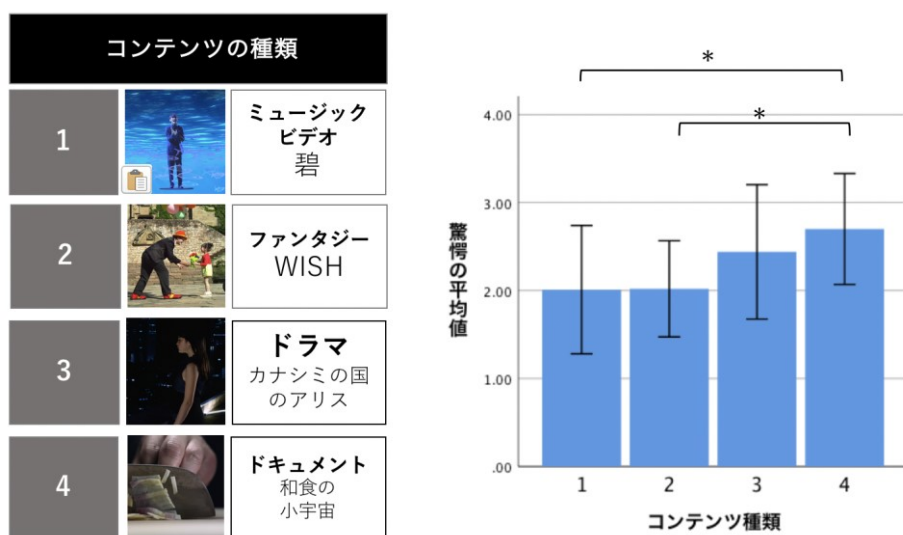 コンテンツの種類
1
ミュージック
ビデオ
碧
2
ファンタジー
WISH
3
ドラマ
カナシミの国
のアリス
4
ドキュメント
和食の
小宇宙
*
*
驚愕の平均値
4.00
3.00
2.00
1.00
.00
1
2
3
4
コンテンツ種類